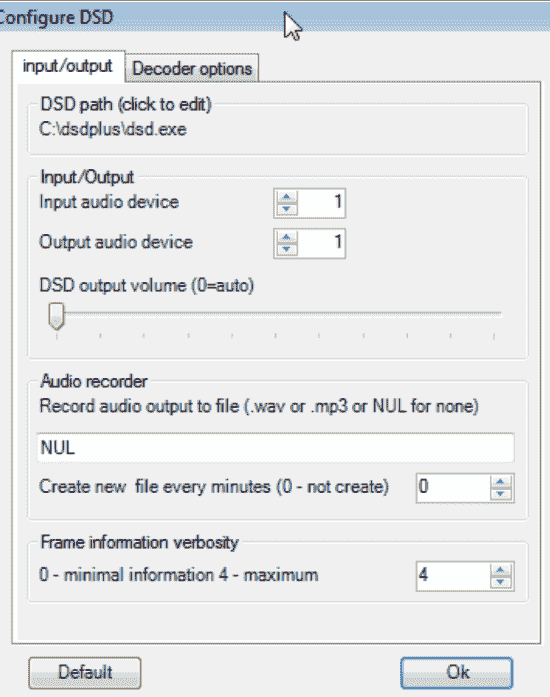 Configure DSD
input/output
Decoder options
DSD path (click to edit)
C:\dsdplus\dsd.exe
Input/Output
Input audio device 1
Output audio device 1
DSD output volume (0=auto)
Audio recorder
Record audio output to file (.wav or .mp3 or NUL for none)
NUL
Create new file every minutes (0 - not create) 0
Frame information verbosity
0 - minimal information 4 - maximum 4
Default
Ok